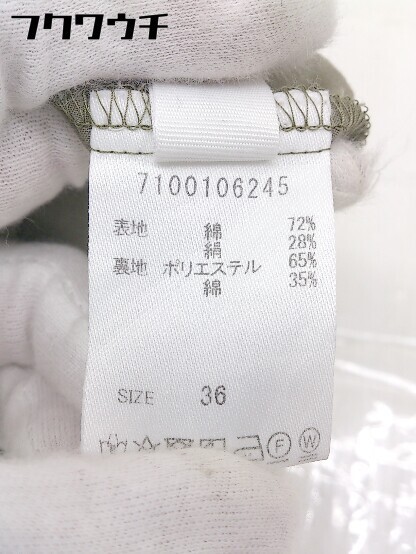 フクワウチ
7100106245
表地 綿 72%
絹 28%
裏地 ポリエステル 65%
綿 35%
SIZE 36
F W